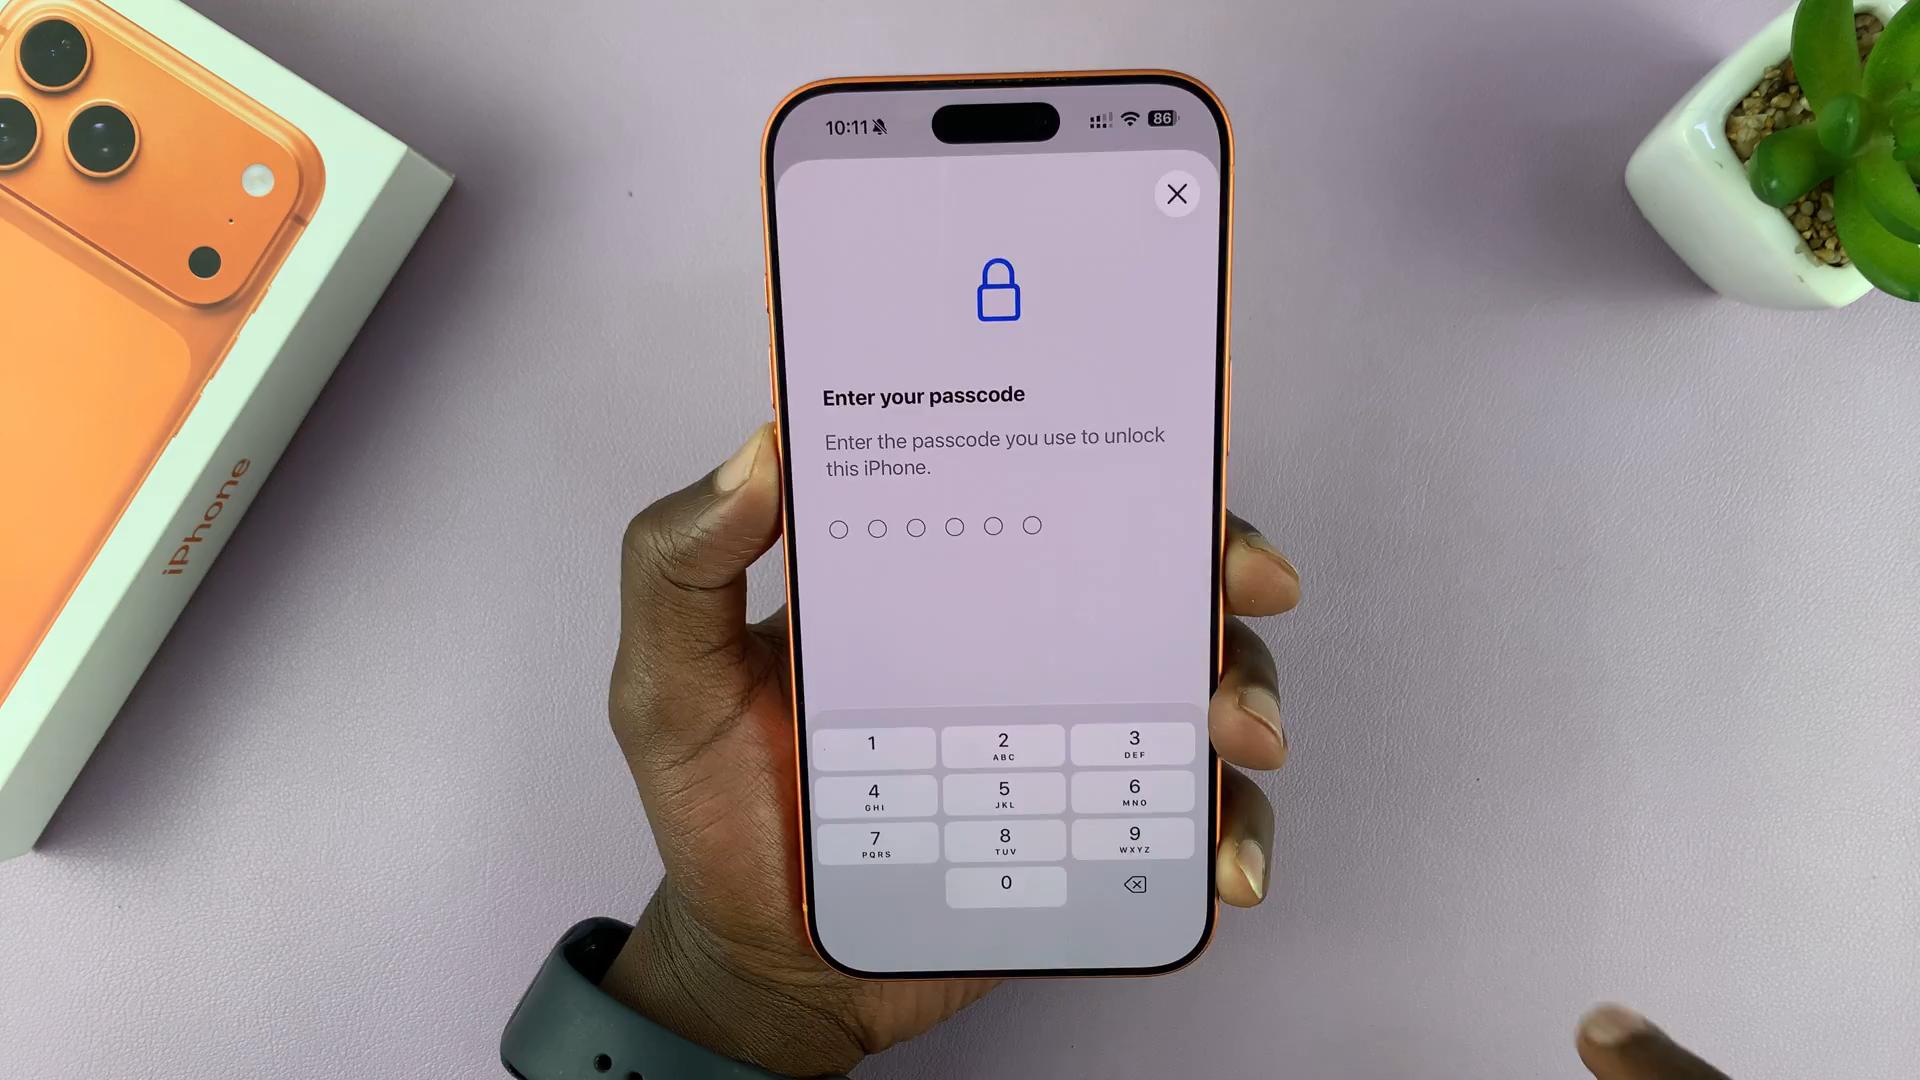 iPhone
10:11
86
Enter your passcode
Enter the passcode you use to unlock
this iPhone.
1
2
ABC
3
DEF
4
GHI
5
JKL
6
MNO
7
PQRS
8
TUV
9
WXYZ
0